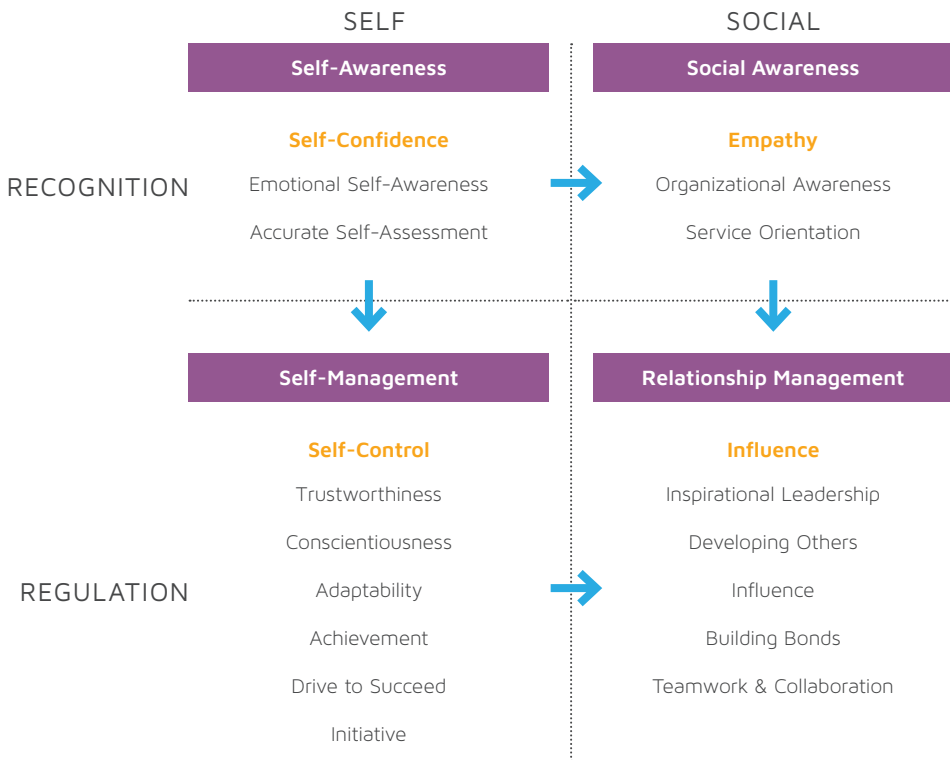 SELF
SOCIAL
Self-Awareness
Social Awareness
RECOGNITION
Self-Confidence
Emotional Self-Awareness
Accurate Self-Assessment
Empathy
Organizational Awareness
Service Orientation
Self-Management
Relationship Management
REGULATION
Self-Control
Trustworthiness
Conscientiousness
Adaptability
Achievement
Drive to Succeed
Initiative
Influence
Inspirational Leadership
Developing Others
Influence
Building Bonds
Teamwork & Collaboration